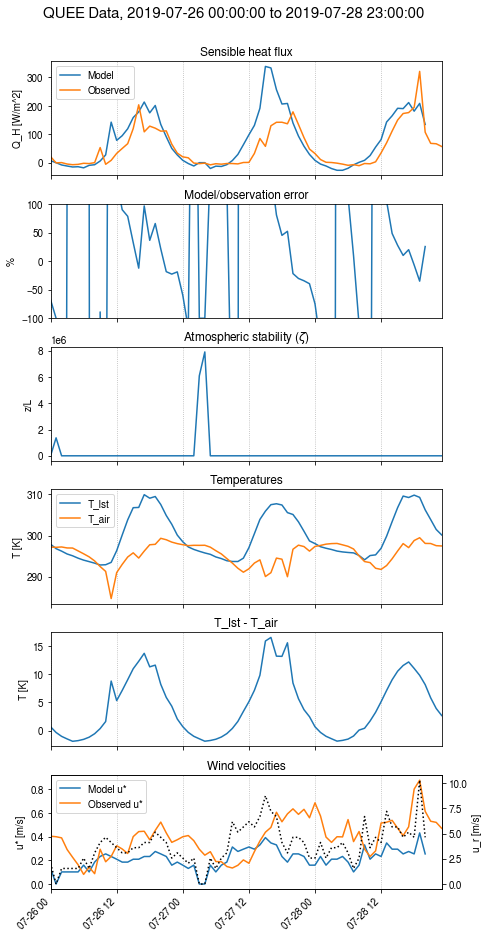 QUEE Data, 2019-07-26 00:00:00 to 2019-07-28 23:00:00
Sensible heat flux
Q_H [W/m^2]
300
200
100
0
Model
Observed
Model/observation error
%
100
50
0
−50
−100
Atmospheric stability (ζ)
1e6
z/L
8
6
4
2
0
Temperatures
T [K]
310
300
290
T_lst
T_air
T_lst - T_air
T [K]
15
10
5
0
Wind velocities
u* [m/s]
0.8
0.6
0.4
0.2
0.0
Model u*
Observed u*
10.0
7.5
5.0
2.5
0.0
u_r [m/s]
07-26 00
07-26 12
07-27 00
07-27 12
07-28 00
07-28 12